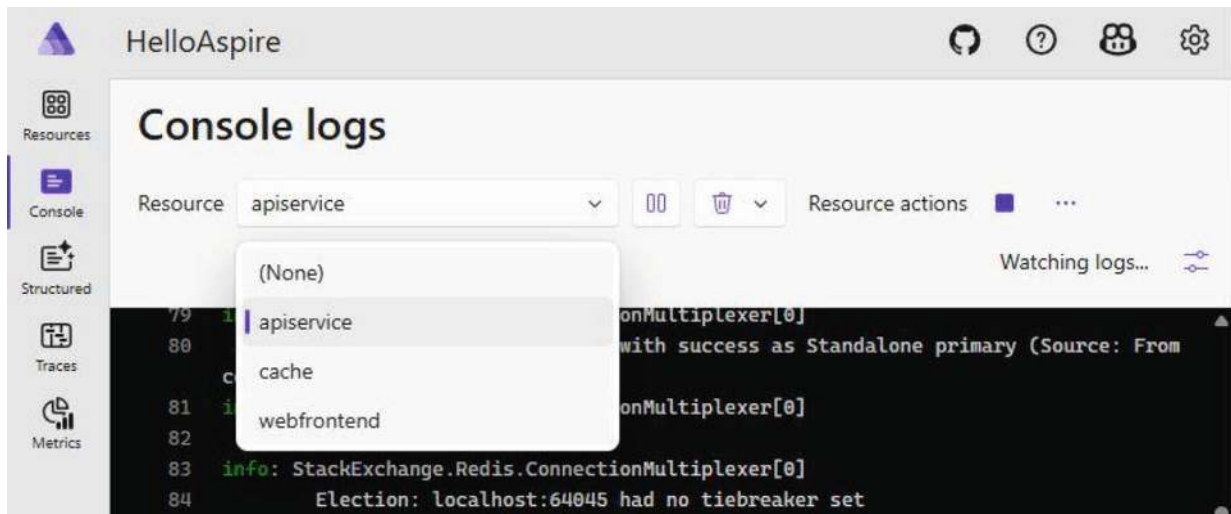 HelloAspire
Resources
Console
Structured
Traces
Metrics
Console logs
Resource apiservice Resource actions
Watching logs...
(None)
apiservice
cache
webfrontend
79 onMultiplexer[0]
80 with success as Standalone primary (Source: From
81 onMultiplexer[0]
82
83 info: StackExchange.Redis.ConnectionMultiplexer[0]
84 Election: localhost:64045 had no tiebreaker set